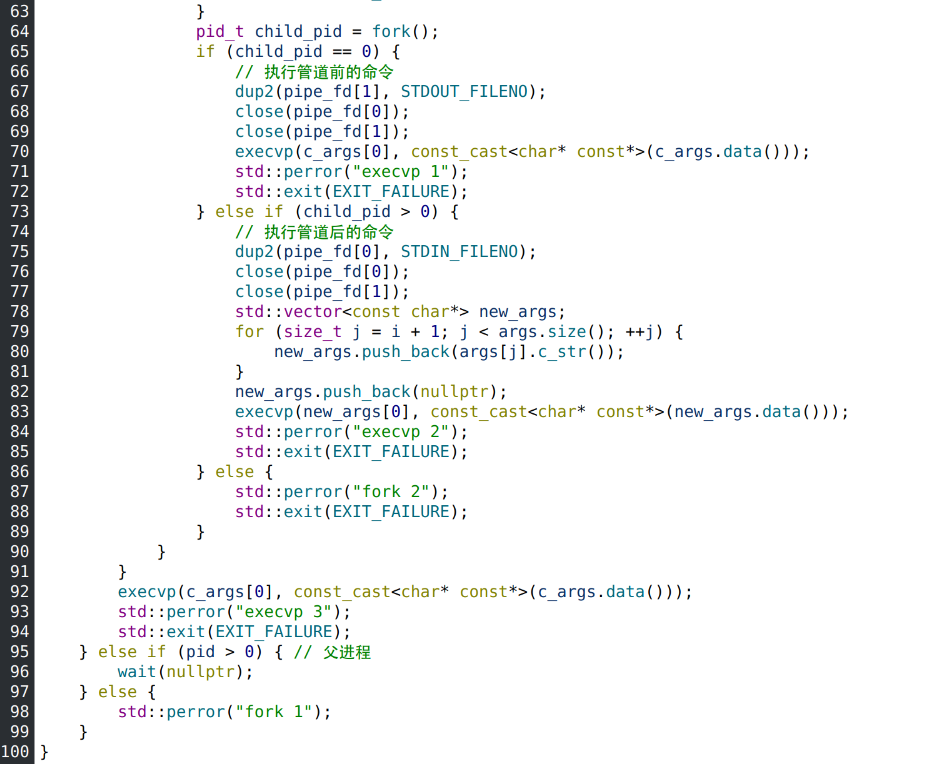 63                 }
64                 pid_t child_pid = fork();
65                 if (child_pid == 0) {
66                     // 执行管道前的命令
67                     dup2(pipe_fd[1], STDOUT_FILENO);
68                     close(pipe_fd[0]);
69                     close(pipe_fd[1]);
70                     execvp(c_args[0], const_cast<char* const*>(c_args.data()));
71                     std::perror("execvp 1");
72                     std::exit(EXIT_FAILURE);
73                 } else if (child_pid > 0) {
74                     // 执行管道后的命令
75                     dup2(pipe_fd[0], STDIN_FILENO);
76                     close(pipe_fd[0]);
77                     close(pipe_fd[1]);
78                     std::vector<const char*> new_args;
79                     for (size_t j = i + 1; j < args.size(); ++j) {
80                         new_args.push_back(args[j].c_str());
81                     }
82                     new_args.push_back(nullptr);
83                     execvp(new_args[0], const_cast<char* const*>(new_args.data()));
84                     std::perror("execvp 2");
85                     std::exit(EXIT_FAILURE);
86                 } else {
87                     std::perror("fork 2");
88                     std::exit(EXIT_FAILURE);
89                 }
90             }
91         }
92         execvp(c_args[0], const_cast<char* const*>(c_args.data()));
93         std::perror("execvp 3");
94         std::exit(EXIT_FAILURE);
95     } else if (pid > 0) { // 父进程
96         wait(nullptr);
97     } else {
98         std::perror("fork 1");
99     }
100 }